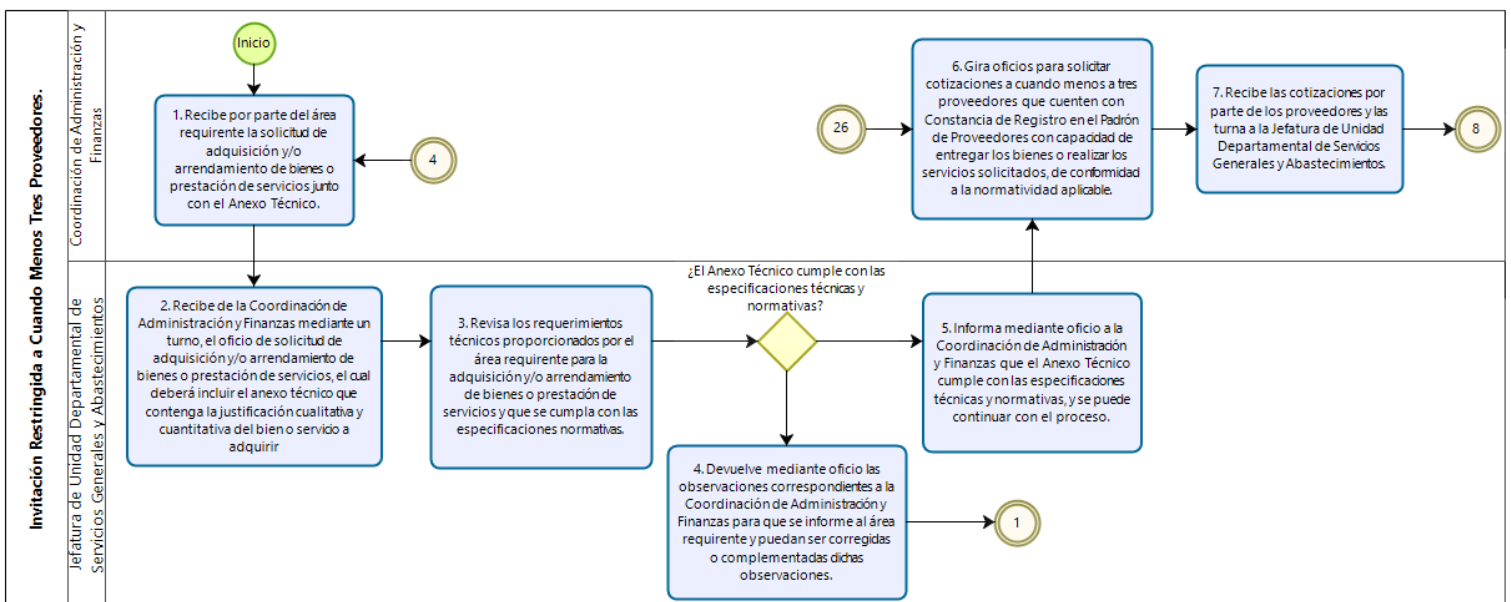 Invitación Restringida a Cuando Menos Tres Proveedores.
Coordinación de Administración y
Finanzas
Inicio
1. Recibe por parte del área
requirente la solicitud de
adquisición y/o
arrendamiento de bienes o
prestación de servicios junto
con el Anexo Técnico.
4
26
6. Gira oficios para solicitar
cotizaciones a cuando menos a tres
proveedores que cuenten con
Constancia de Registro en el Padrón
de Proveedores con capacidad de
entregar los bienes o realizar los
servicios solicitados, de conformidad
a la normatividad aplicable.
7. Recibe las cotizaciones por
parte de los proveedores y las
turna a la Jefatura de Unidad
Departamental de Servicios
Generales y Abastecimientos.
8
Jefatura de Unidad Departamental de
Servicios Generales y Abastecimientos
2. Recibe de la Coordinación de
Administración y Finanzas mediante un
turno, el oficio de solicitud de
adquisición y/o arrendamiento de
bienes o prestación de servicios, el cual
deberá incluir el anexo técnico que
contenga la justificación cualitativa y
cuantitativa del bien o servicio a
adquirir
3. Revisa los requerimientos
técnicos proporcionados por el
área requirente para la
adquisición y/o arrendamiento
de bienes o prestación de
servicios y que se cumpla con las
especificaciones normativas.
¿El Anexo Técnico cumple con las
especificaciones técnicas y
normativas?
4. Devuelve mediante oficio las
observaciones correspondientes a la
Coordinación de Administración y
Finanzas para que se informe al área
requirente y puedan ser corregidas
o complementadas dichas
observaciones.
1
5. Informa mediante oficio a la
Coordinación de Administración
y Finanzas que el Anexo Técnico
cumple con las especificaciones
técnicas y normativas, y se puede
continuar con el proceso.